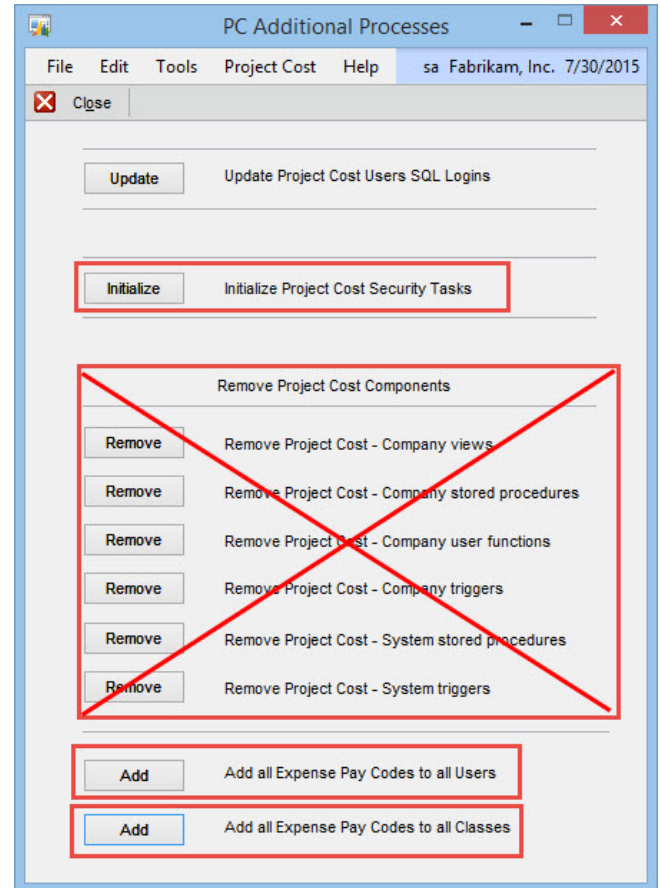 PC Additional Processes
File Edit Tools Project Cost Help sa Fabrikam, Inc. 7/30/2015
Close
Update Update Project Cost Users SQL Logins
Initialize Initialize Project Cost Security Tasks
Remove Project Cost Components
Remove Remove Project Cost - Company views
Remove Remove Project Cost - Company stored procedures
Remove Remove Project Cost - Company user functions
Remove Remove Project Cost - Company triggers
Remove Remove Project Cost - System stored procedures
Remove Remove Project Cost - System triggers
Add Add all Expense Pay Codes to all Users
Add Add all Expense Pay Codes to all Classes